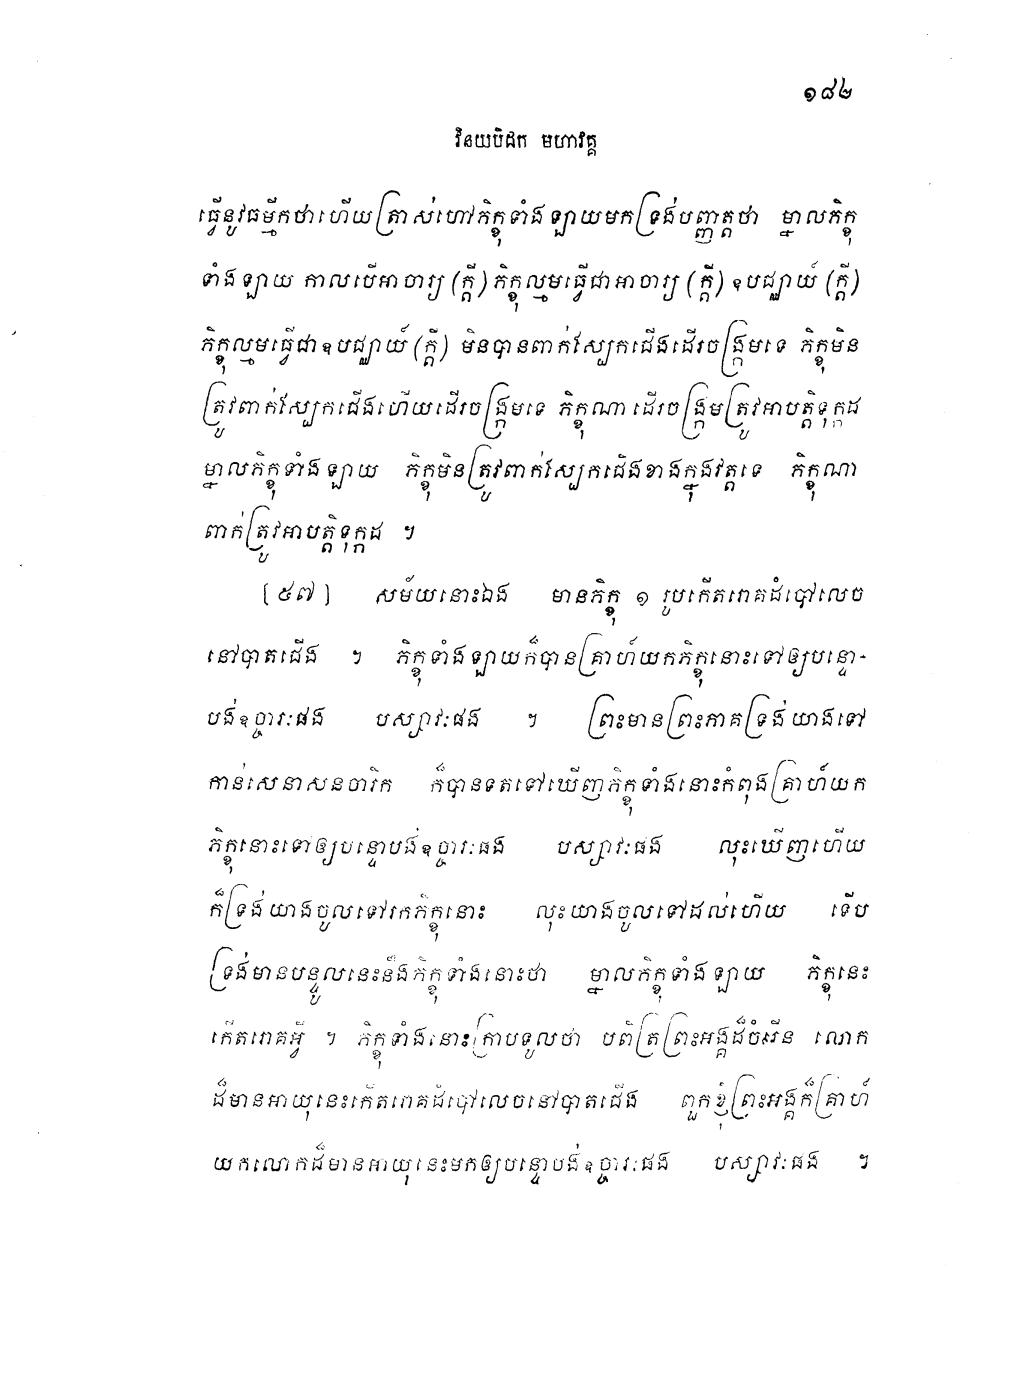 ១៨២
វិនយបិដក មហាវគ្គ
ធ្វើនូវធម្មីកថាហើយត្រាស់ហៅភិក្ខុទាំងឡាយមកទ្រង់បញ្ញត្តថា ម្នាលភិក្ខុ
ទាំងឡាយ កាលបើអាចារ្យ (ក្តី) ភិក្ខុល្មមធ្វើជាអាចារ្យ (ក្តី) ឧបជ្ឈាយ៍ (ក្តី)
ភិក្ខុល្មមធ្វើជាឧបជ្ឈាយ៍ (ក្តី) មិនបានពាក់ស្បែកជើងដើរចង្ក្រមទេ ភិក្ខុមិន
ត្រូវពាក់ស្បែកជើងហើយដើរចង្ក្រមទេ ភិក្ខុណាដើរចង្ក្រមត្រូវអាបត្តិទុក្កដ
ម្នាលភិក្ខុទាំងឡាយ ភិក្ខុមិនត្រូវពាក់ស្បែកជើងខាងក្នុងវត្តទេ ភិក្ខុណា
ពាក់ត្រូវអាបត្តិទុក្កដ ។
[៥៧] សម័យនោះឯង មានភិក្ខុ ១ រូបកើតរោគដំបៅលេច
នៅបាតជើង ។ ភិក្ខុទាំងឡាយក៏បានគ្រាហ៍យកភិក្ខុនោះទៅឲ្យបន្ទោ-
បង់ឧច្ចារៈផង បស្សាវៈផង ។ ព្រះមានព្រះភាគទ្រង់យាងទៅ
កាន់សេនាសនចារិក ក៏បានទតទៅឃើញភិក្ខុទាំងនោះកំពុងគ្រាហ៍យក
ភិក្ខុនោះទៅឲ្យបន្ទោបង់ឧច្ចារៈផង បស្សាវៈផង លុះឃើញហើយ
ក៏ទ្រង់យាងចូលទៅរកភិក្ខុនោះ លុះយាងចូលទៅដល់ហើយ ទើប
ទ្រង់មានបន្ទូលនេះនឹងភិក្ខុទាំងនោះថា ម្នាលភិក្ខុទាំងឡាយ ភិក្ខុនេះ
កើតរោគអ្វី ។ ភិក្ខុទាំងនោះក្រាបទូលថា បពិត្រព្រះអង្គដ៏ចំរើន លោក
ដ៏មានអាយុនេះកើតរោគដំបៅលេចនៅបាតជើង ពួកខ្ញុំព្រះអង្គក៏គ្រាហ៍
យកលោកដ៏មានអាយុនេះមកឲ្យបន្ទោបង់ឧច្ចារៈផង បស្សាវៈផង ។